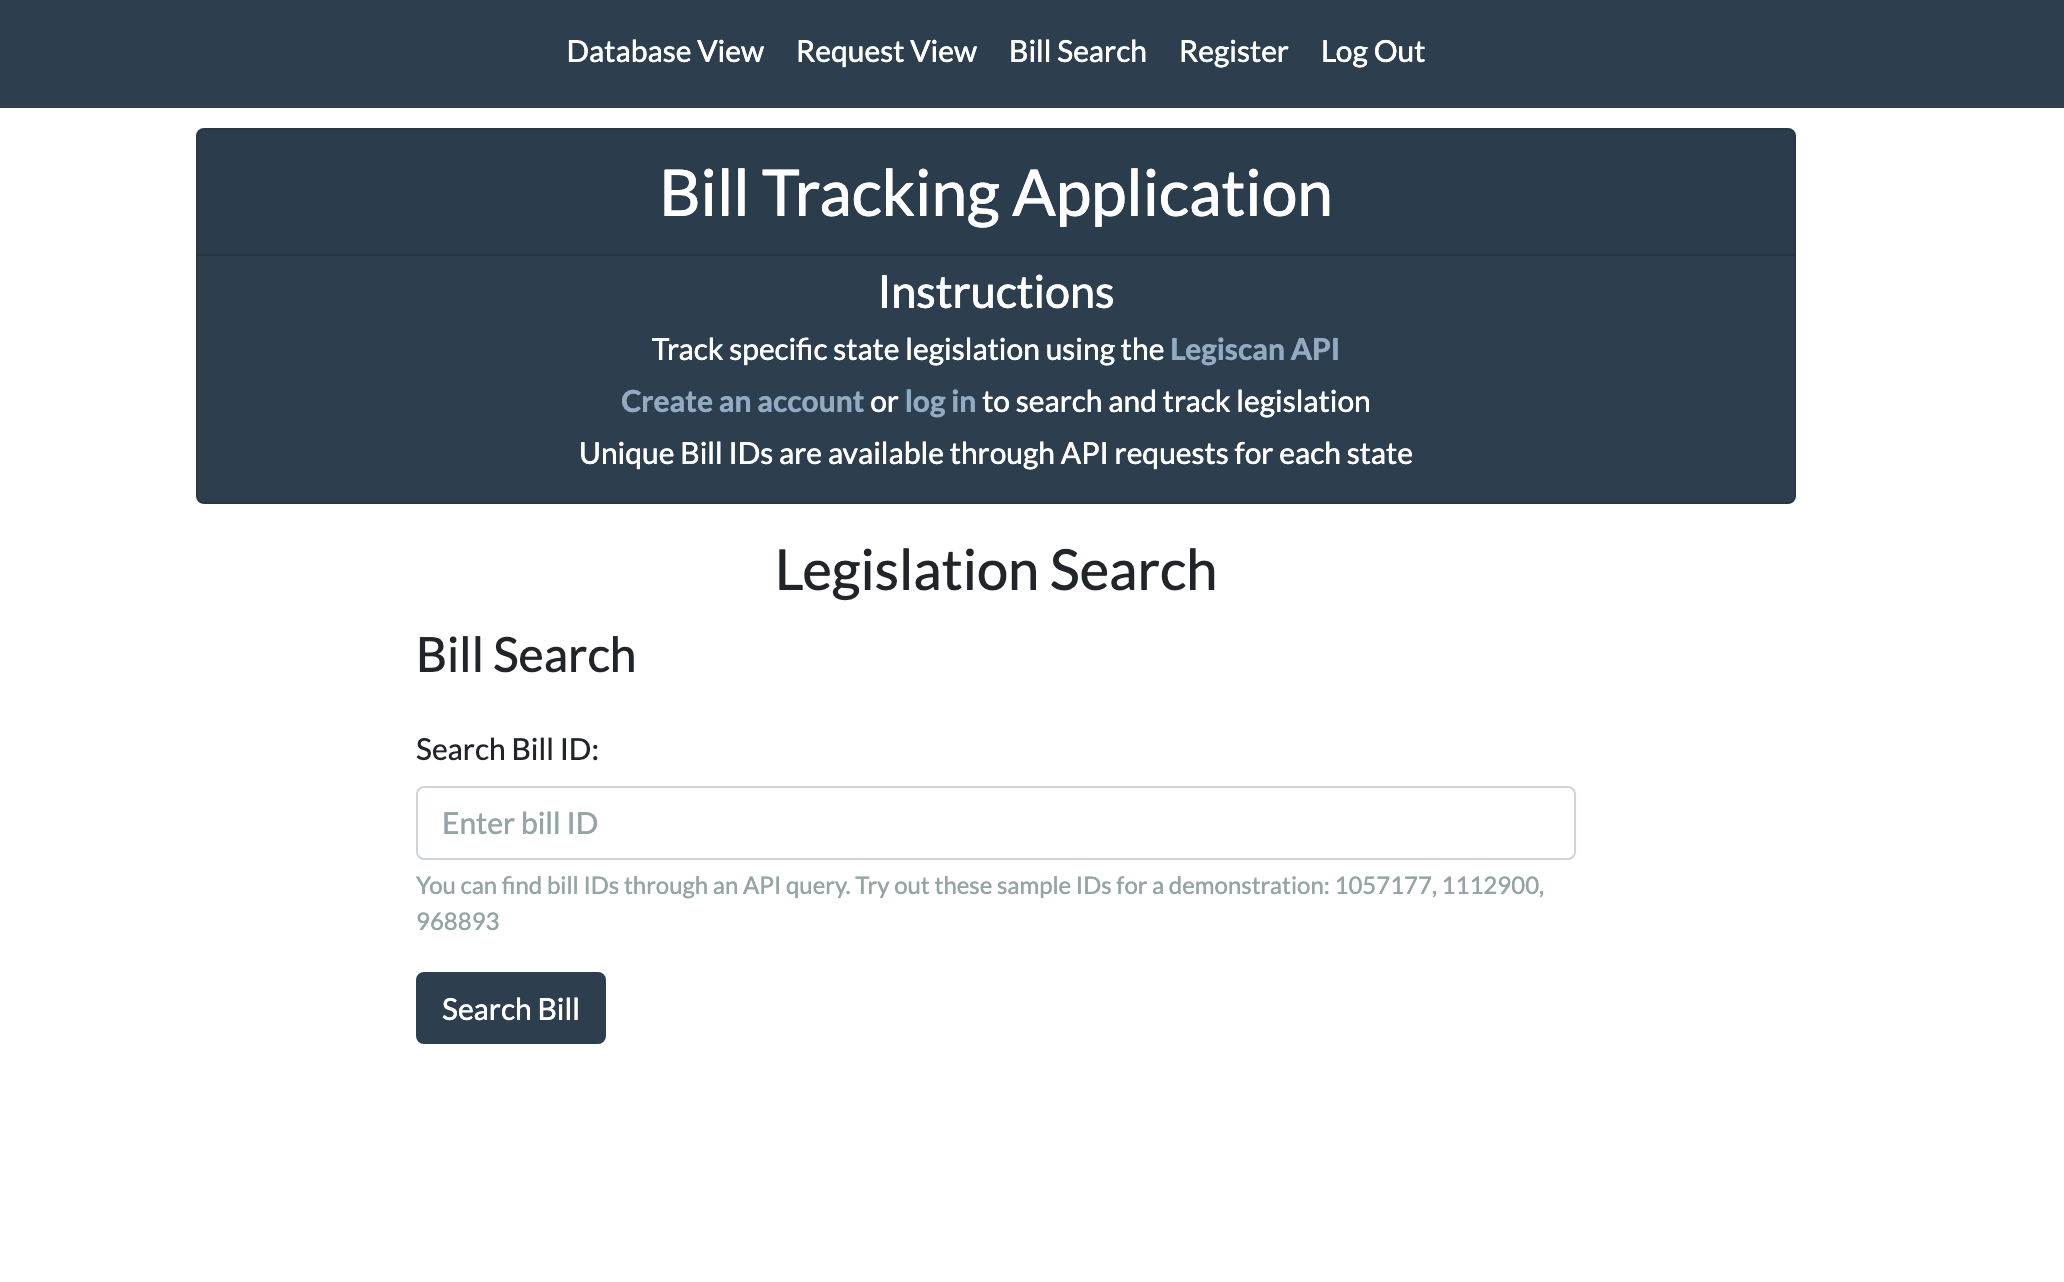 Database View Request View Bill Search Register Log Out
Bill Tracking Application
Instructions
Track specific state legislation using the Legiscan API
Create an account or log in to search and track legislation
Unique Bill IDs are available through API requests for each state
Legislation Search
Bill Search
Search Bill ID:
Enter bill ID
You can find bill IDs through an API query. Try out these sample IDs for a demonstration: 1057177, 1112900,
968893
Search Bill